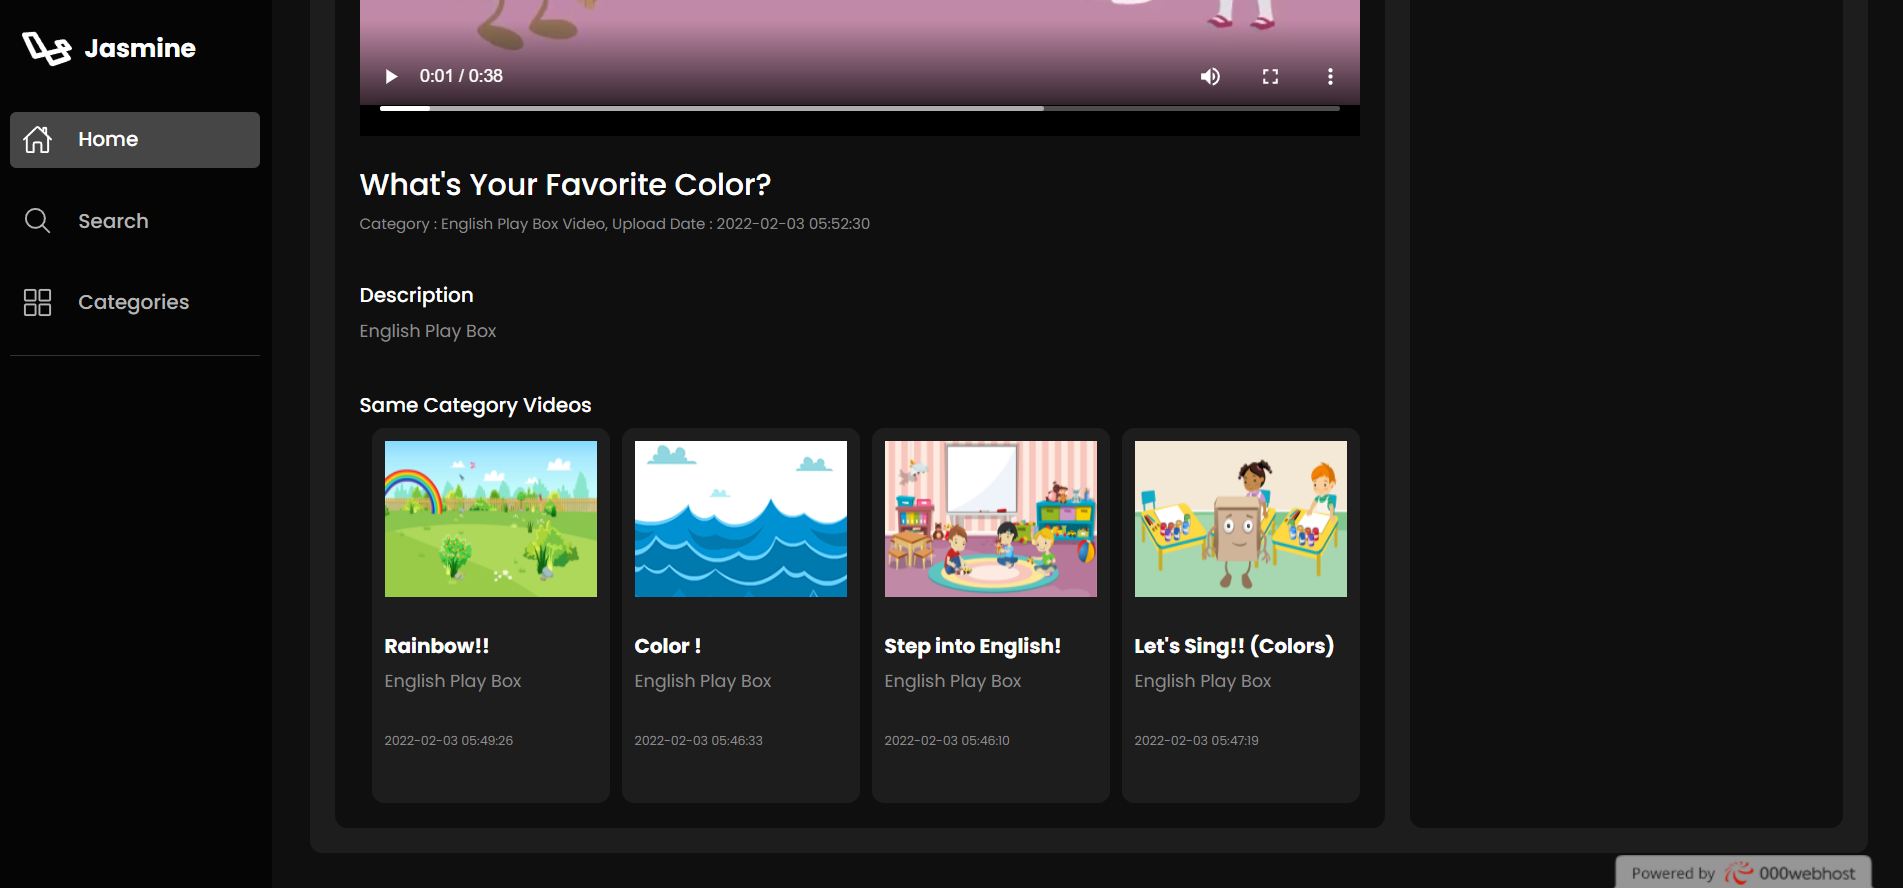 Jasmine
Home
Search
Categories
0:01 / 0:38
What's Your Favorite Color?
Category : English Play Box Video, Upload Date : 2022-02-03 05:52:30
Description
English Play Box
Same Category Videos
Rainbow!!
English Play Box
2022-02-03 05:49:26
Color !
English Play Box
2022-02-03 05:46:33
Step into English!
English Play Box
2022-02-03 05:46:10
Let's Sing!! (Colors)
English Play Box
2022-02-03 05:47:19
Powered by 000webhost